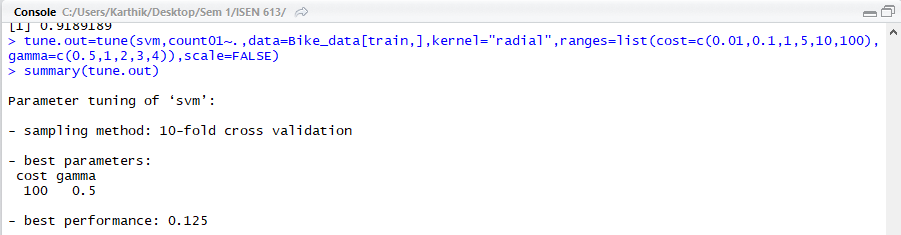 Console C:/Users/Karthik/Desktop/Sem 1/ISEN 613/
[1] 0.9189189
> tune.out=tune(svm,count01~.,data=Bike_data[train,],kernel="radial",ranges=list(cost=c(0.01,0.1,1,5,10,100),
gamma=c(0.5,1,2,3,4)),scale=FALSE)
> summary(tune.out)
Parameter tuning of ‘svm’:
- sampling method: 10-fold cross validation
- best parameters:
cost gamma
100 0.5
- best performance: 0.125